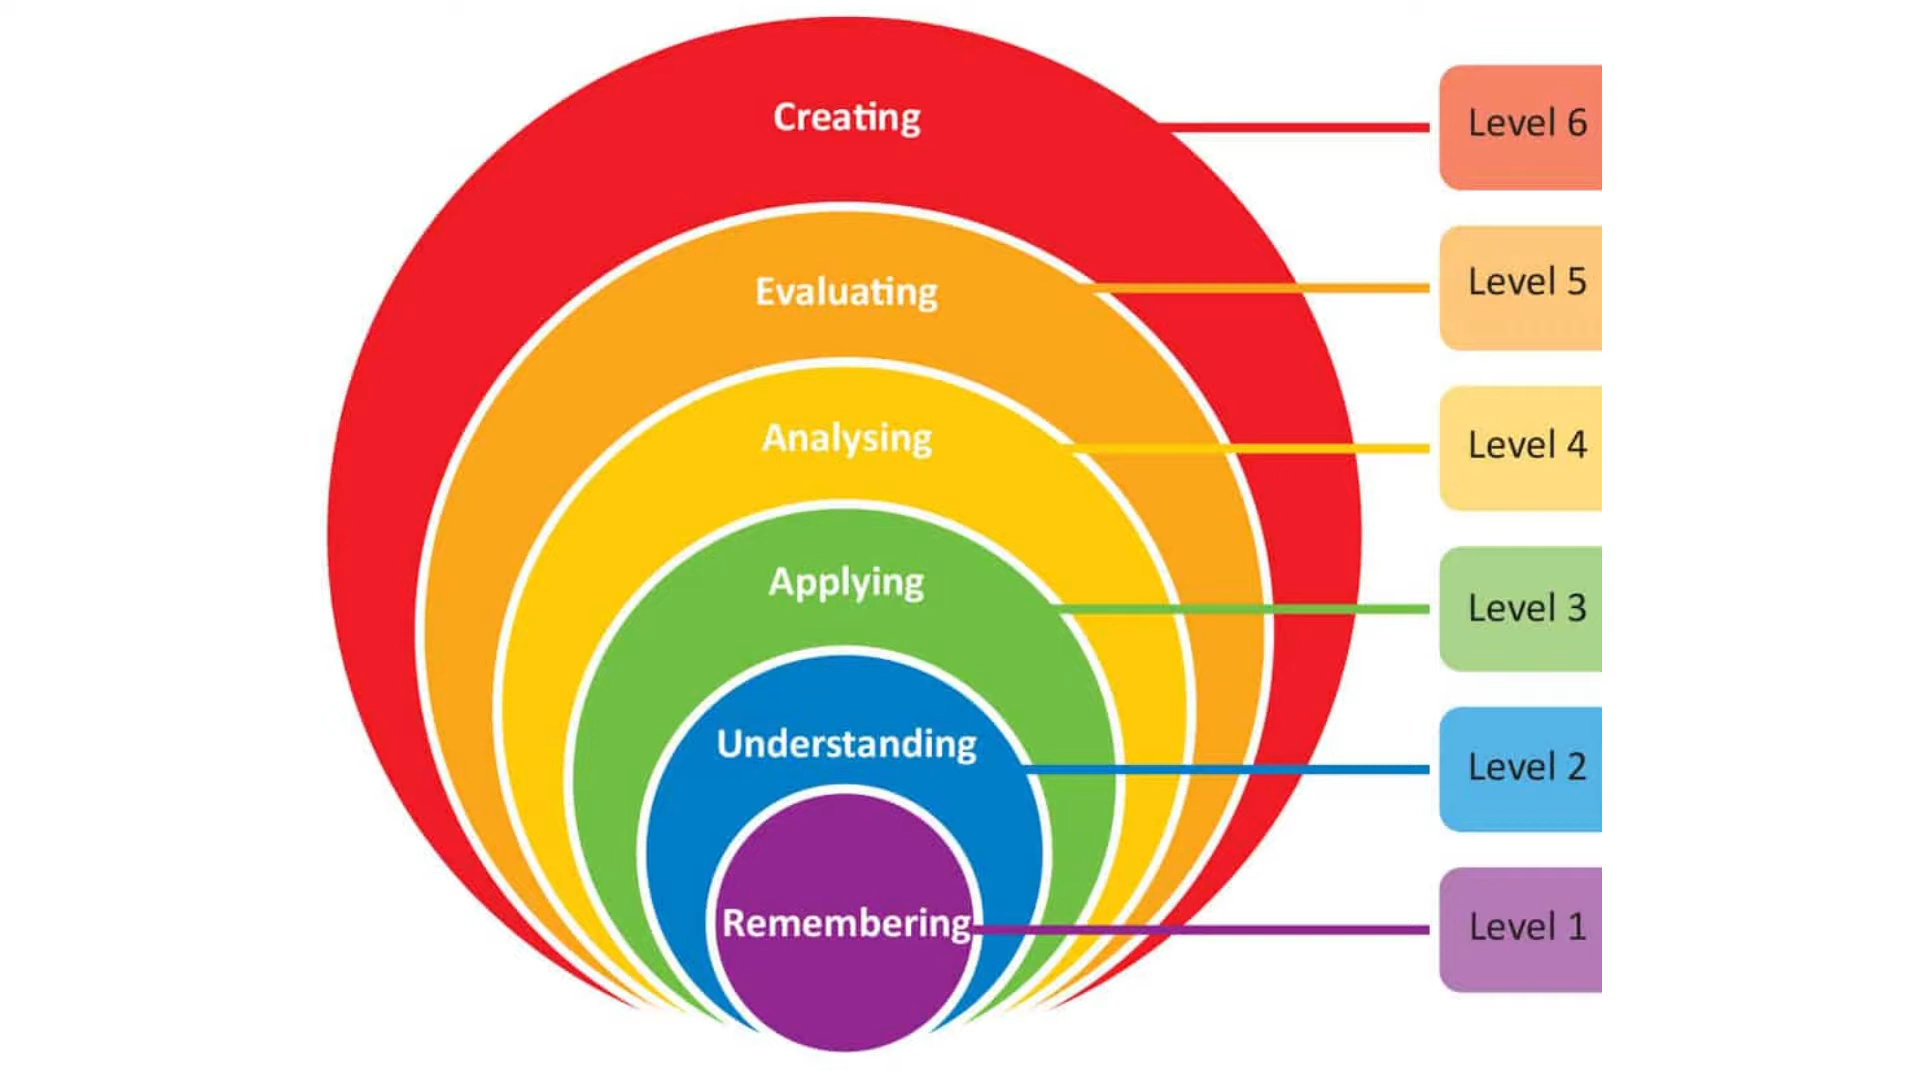 Creating
Level 6
Evaluating
Level 5
Analysing
Level 4
Applying
Level 3
Understanding
Level 2
Remembering
Level 1